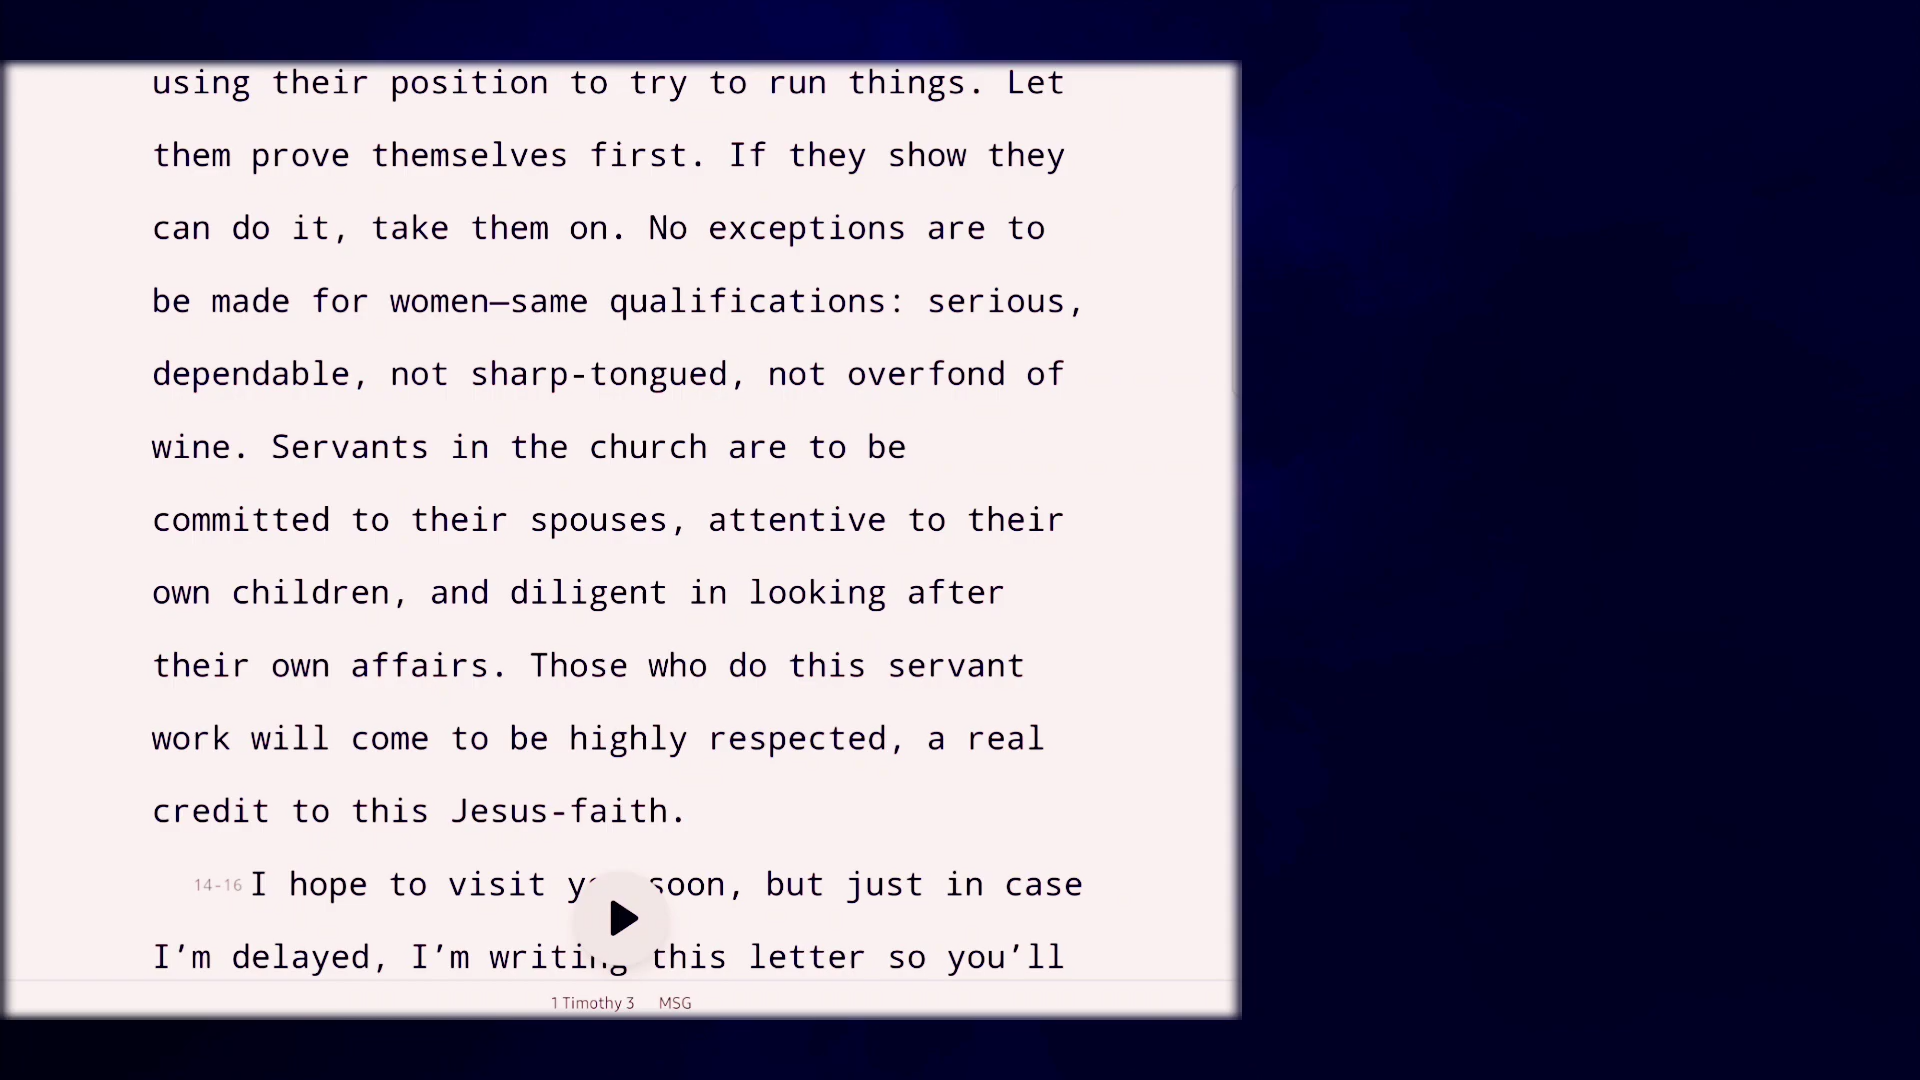 using their position to try to run things. Let
them prove themselves first. If they show they
can do it, take them on. No exceptions are to
be made for women—same qualifications: serious,
dependable, not sharp-tongued, not overfond of
wine. Servants in the church are to be
committed to their spouses, attentive to their
own children, and diligent in looking after
their own affairs. Those who do this servant
work will come to be highly respected, a real
credit to this Jesus-faith.
14-16 I hope to visit you soon, but just in case
I’m delayed, I’m writing this letter so you’ll
1 Timothy 3 MSG